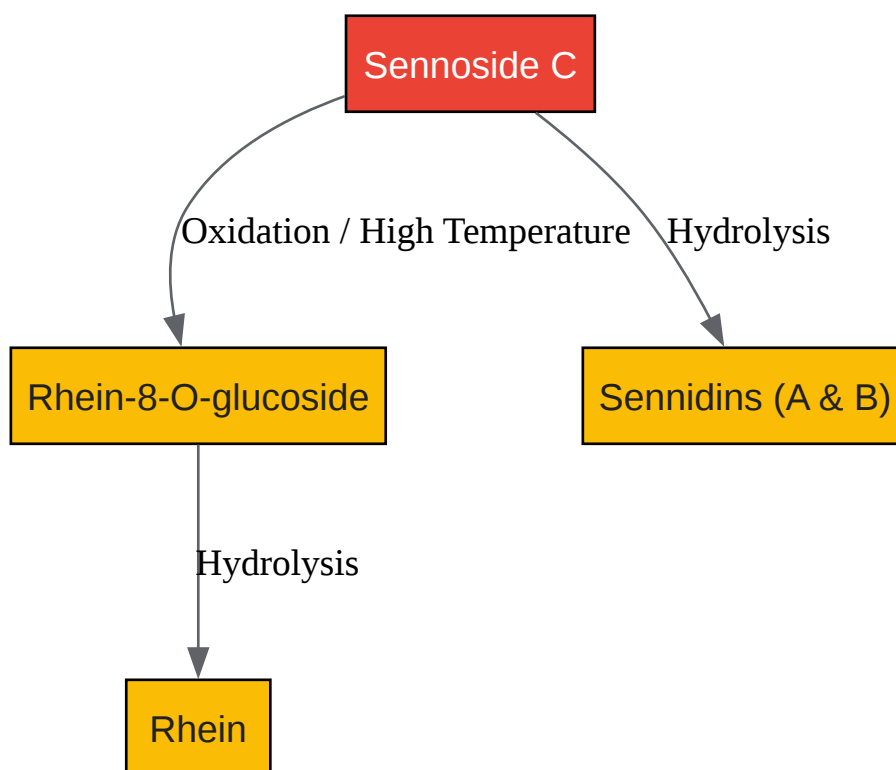 Sennoside C
Oxidation / High Temperature
Hydrolysis
Rhein-8-O-glucoside
Sennidins (A & B)
Hydrolysis
Rhein